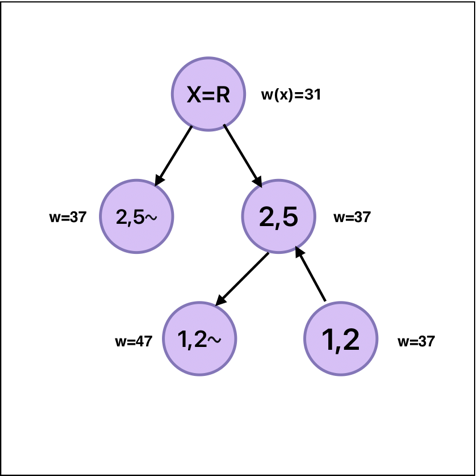 X=R w(x)=31
w=37 2,5~ 2,5 w=37
w=47 1,2~ 1,2 w=37